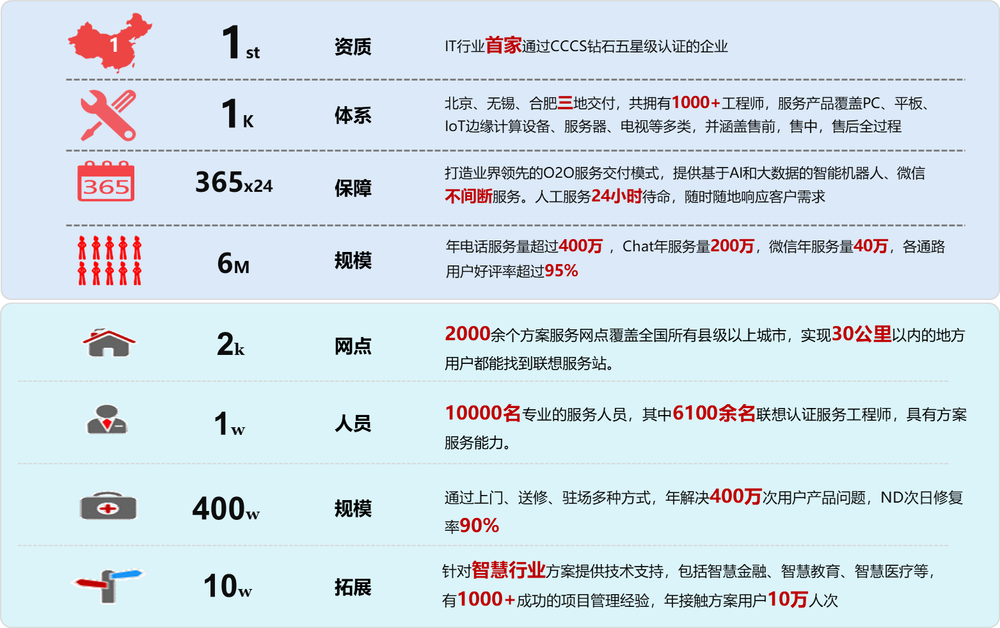 1
1st
资质
IT行业首家通过CCCS钻石五星级认证的企业
1K
体系
北京、无锡、合肥三地交付，共拥有1000+工程师，服务产品覆盖PC、平板、
IoT边缘计算设备、服务器、电视等多类，并涵盖售前，售中，售后全过程
365
365x24
保障
打造业界领先的O2O服务交付模式，提供基于AI和大数据的智能机器人、微信
不间断服务。人工服务24小时待命，随时随地响应客户需求
6M
规模
年电话服务量超过400万 ，Chat年服务量200万，微信年服务量40万，各通路
用户好评率超过95%
2k
网点
2000余个方案服务网点覆盖全国所有县级以上城市，实现30公里以内的地方
用户都能找到联想服务站。
1w
人员
10000名专业的服务人员，其中6100余名联想认证服务工程师，具有方案
服务能力。
400w
规模
通过上门、送修、驻场多种方式，年解决400万次用户产品问题，ND次日修复
率90%
10w
拓展
针对智慧行业方案提供技术支持，包括智慧金融、智慧教育、智慧医疗等，
有1000+成功的项目管理经验，年接触方案用户10万人次